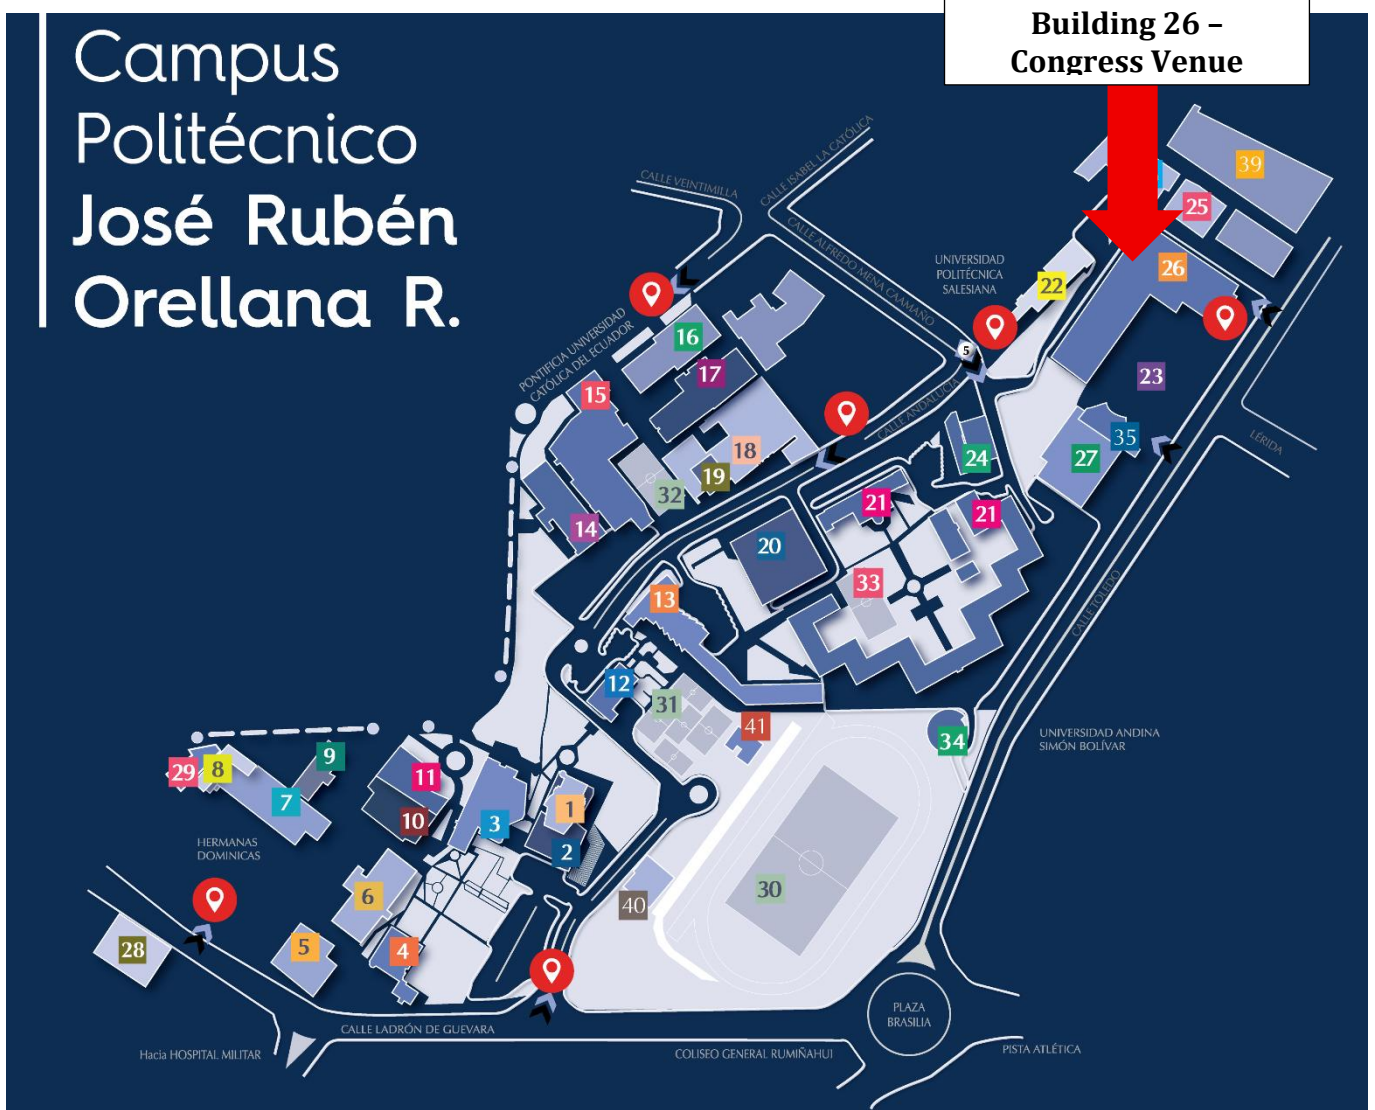 Campus
Politécnico
José Rubén
Orellana R.
Building 26 –
Congress Venue
CALLE VEINTIMILLA
CALLE ISABEL LA CATÓLICA
CALLE ALFREDO MENA CAAMAÑO
UNIVERSIDAD
POLITÉCNICA
SALESIANA
PONTIFICIA UNIVERSIDAD
CATÓLICA DEL ECUADOR
CALLE ANDALUCÍA
LÉRIDA
CALLE TOLEDO
39
25
26
22
16
5
17
23
15
18
35
24
27
19
32
21
21
14
20
33
13
12
31
41
34
UNIVERSIDAD ANDINA
SIMÓN BOLÍVAR
9
29
8
11
7
1
10
3
2
HERMANAS
DOMINICAS
6
40
30
28
5
4
PLAZA
BRASILIA
CALLE LADRÓN DE GUEVARA
Hacia HOSPITAL MILITAR
COLISEO GENERAL RUMIÑAHUI
PISTA ATLÉTICA